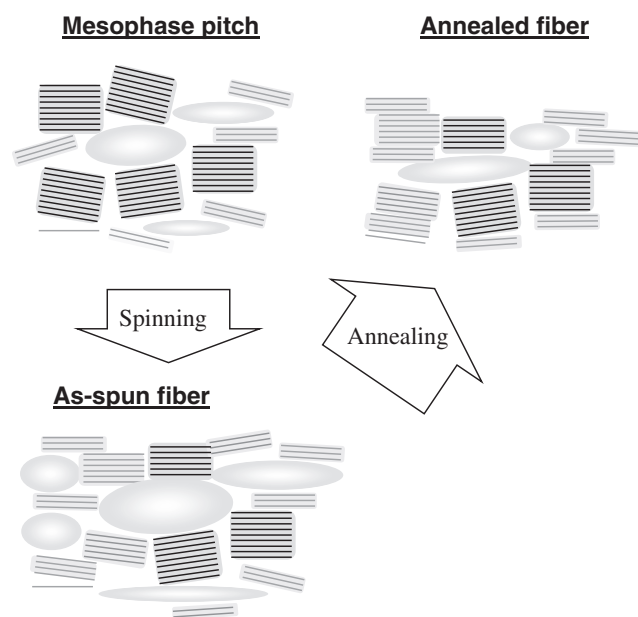 Mesophase pitch
Annealed fiber
Spinning
Annealing
As-spun fiber